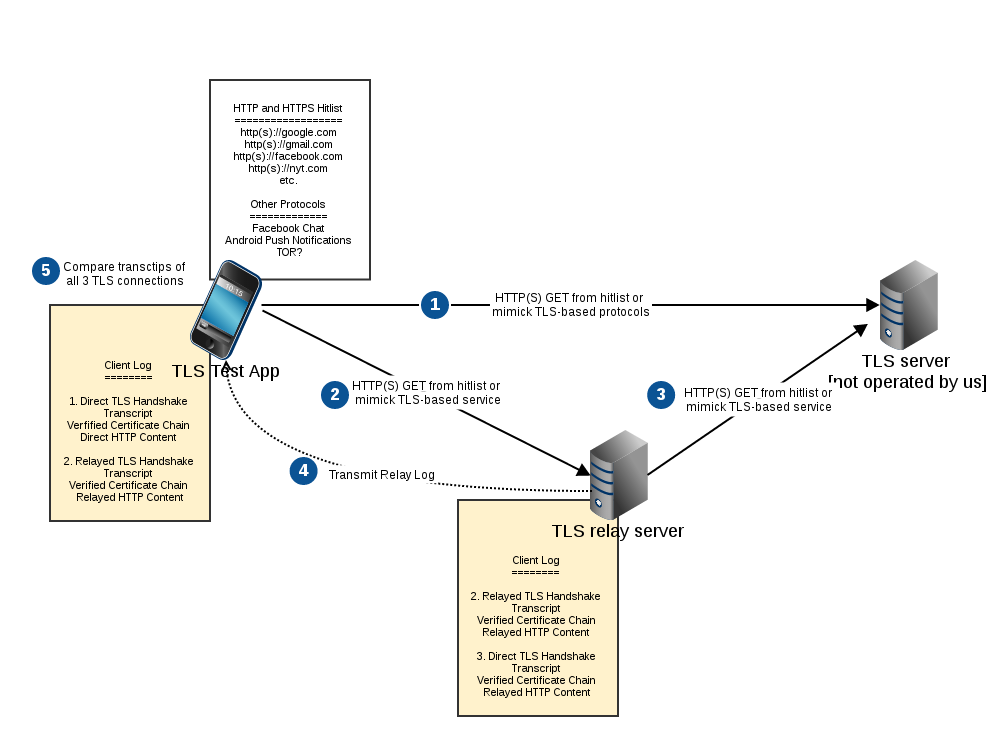 HTTP and HTTPS Hitlist
==================
http(s)://google.com
http(s)://gmail.com
http(s)://facebook.com
http(s)://nyt.com
etc.
Other Protocols
=============
Facebook Chat
Android Push Notifications
TOR?
5
Compare transctips of
all 3 TLS connections
10:15
TLS Test App
1
HTTP(S) GET from hitlist or
mimick TLS-based protocols
TLS server
[not operated by us]
2
HTTP(S) GET from hitlist or
mimick TLS-based service
3
HTTP(S) GET from hitlist or
mimick TLS-based service
4
Transmit Relay Log
Client Log
========
1. Direct TLS Handshake
Transcript
Verfified Certificate Chain
Direct HTTP Content
2. Relayed TLS Handshake
Transcript
Verified Certificate Chain
Relayed HTTP Content
TLS relay server
Client Log
========
2. Relayed TLS Handshake
Transcript
Verified Certificate Chain
Relayed HTTP Content
3. Direct TLS Handshake
Transcript
Verified Certificate Chain
Relayed HTTP Content